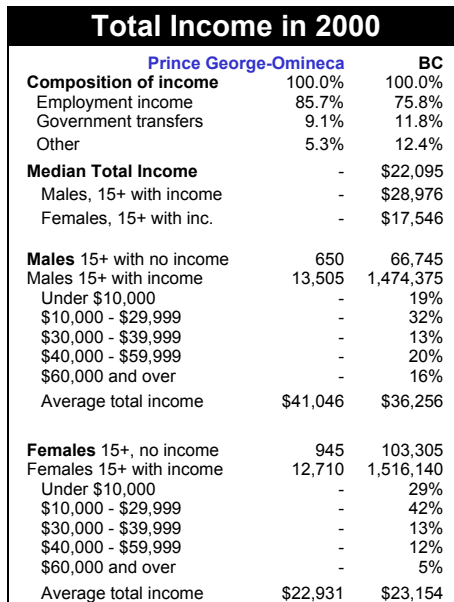 Total Income in 2000
Prince George-Omineca BC
Composition of income 100.0% 100.0%
Employment income 85.7% 75.8%
Government transfers 9.1% 11.8%
Other 5.3% 12.4%
Median Total Income - $22,095
Males, 15+ with income - $28,976
Females, 15+ with inc. - $17,546
Males 15+ with no income 650 66,745
Males 15+ with income 13,505 1,474,375
Under $10,000 - 19%
$10,000 - $29,999 - 32%
$30,000 - $39,999 - 13%
$40,000 - $59,999 - 20%
$60,000 and over - 16%
Average total income $41,046 $36,256
Females 15+, no income 945 103,305
Females 15+ with income 12,710 1,516,140
Under $10,000 - 29%
$10,000 - $29,999 - 42%
$30,000 - $39,999 - 13%
$40,000 - $59,999 - 12%
$60,000 and over - 5%
Average total income $22,931 $23,154